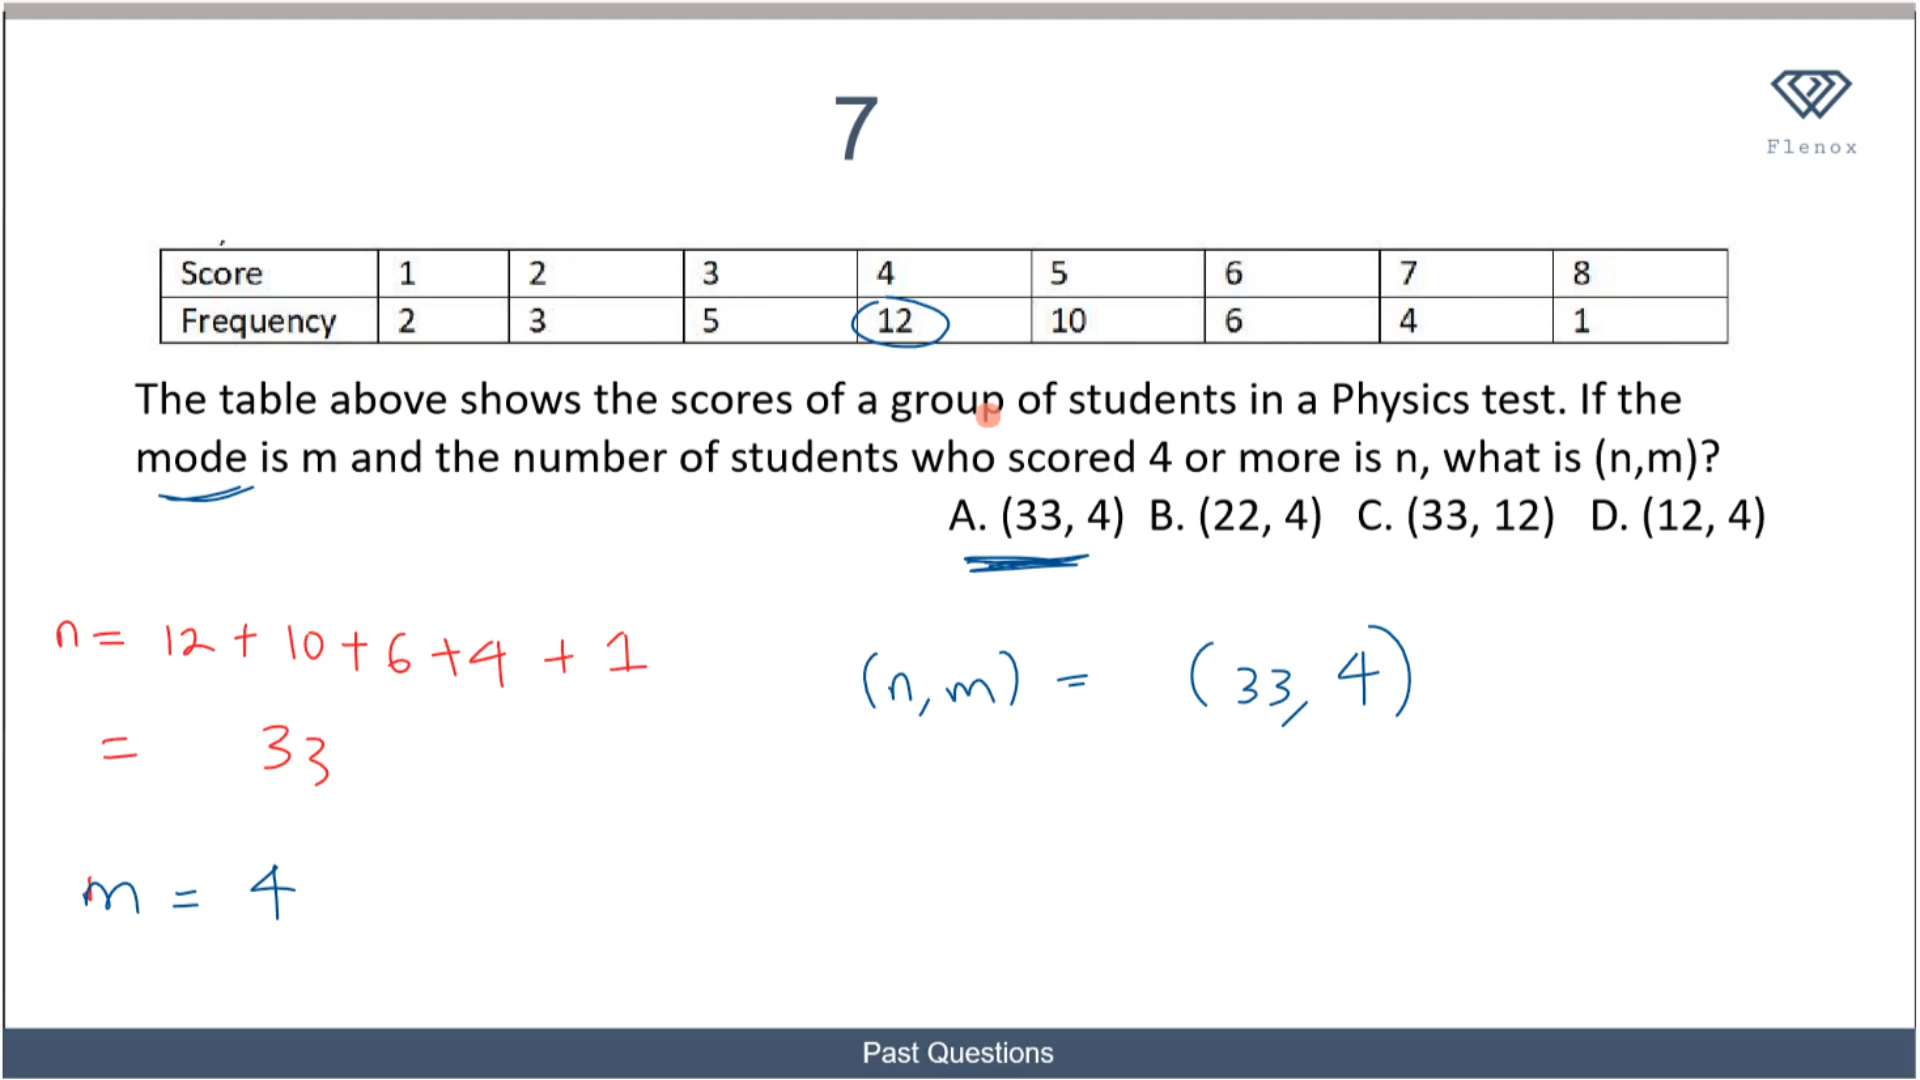 7
Flenox
Score 1 2 3 4 5 6 7 8
Frequency 2 3 5 12 10 6 4 1
The table above shows the scores of a group of students in a Physics test. If the
mode is m and the number of students who scored 4 or more is n, what is (n,m)?
A. (33, 4) B. (22, 4) C. (33, 12) D. (12, 4)
n = 12 + 10 + 6 + 4 + 1
(n, m) = (33, 4)
= 33
m = 4
Past Questions